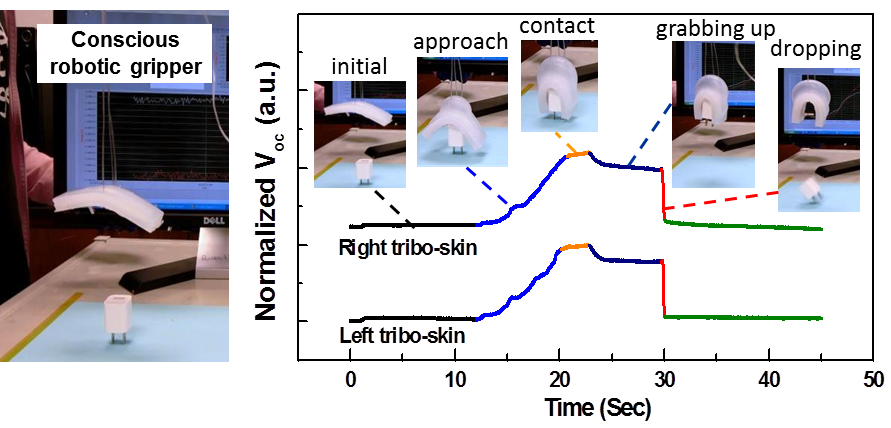 Conscious
robotic gripper
DELL
initial
approach
contact
grabbing up
dropping
Normalized Voc (a.u.)
Right tribo-skin
Left tribo-skin
0
10
20
30
40
50
Time (Sec)